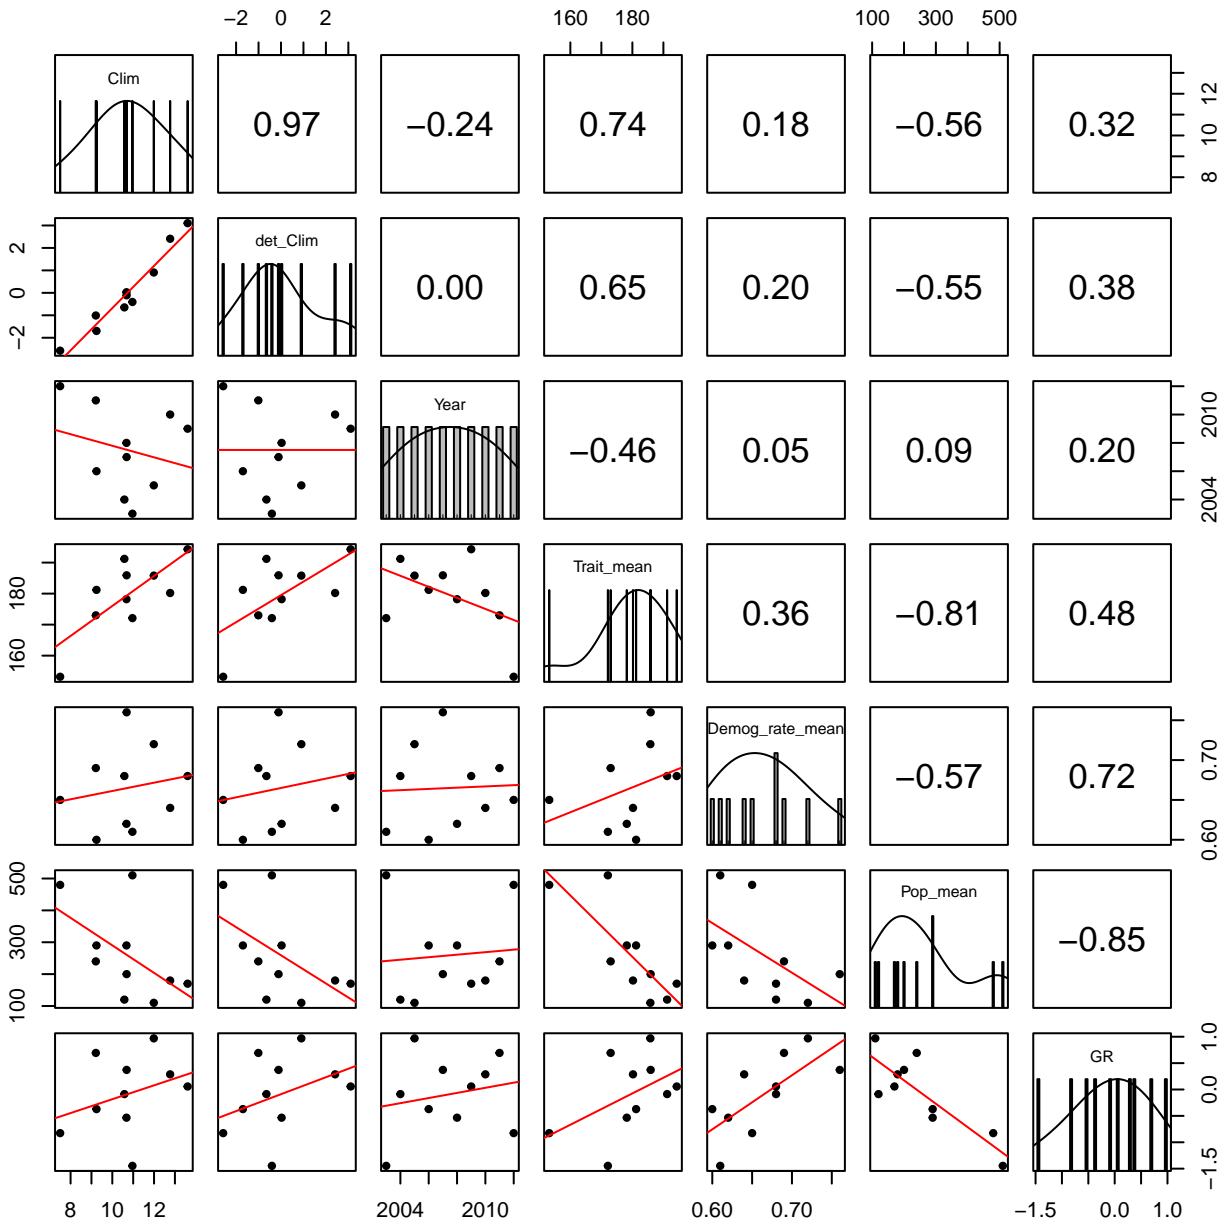 −2 0 2 160 180 100 300 500
Clim 0.97 −0.24 0.74 0.18 −0.56 0.32 8 10 12
−2 0 2 det_Clim 0.00 0.65 0.20 −0.55 0.38
Year −0.46 0.05 0.09 0.20 2004 2010
160 180 Trait_mean 0.36 −0.81 0.48
Demog_rate_mean −0.57 0.72 0.60 0.70
100 300 500 Pop_mean −0.85
GR −1.5 0.0 1.0
8 10 12 2004 2010 0.60 0.70 −1.5 0.0 1.0